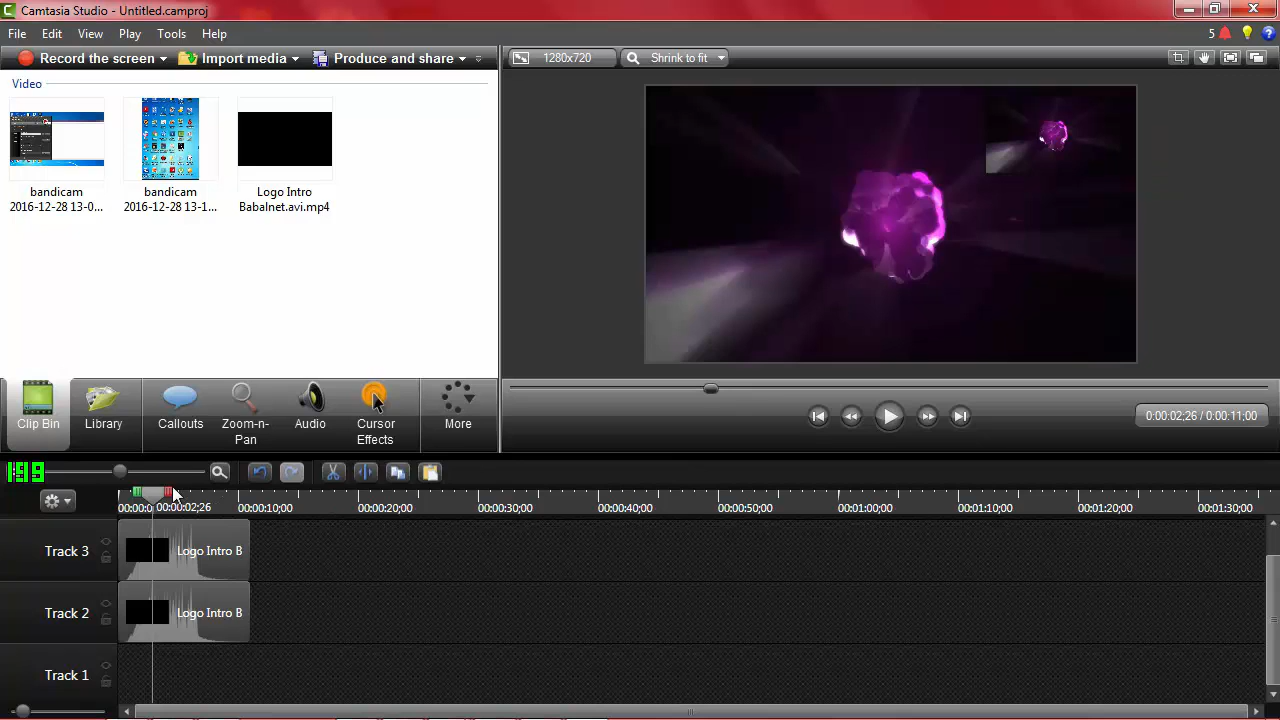 Camtasia Studio - Untitled.camproj
File Edit View Play Tools Help
5
Record the screen Import media Produce and share
1280x720 Shrink to fit
Video
bandicam
2016-12-28 13-0...
bandicam
2016-12-28 13-1...
Logo Intro
Babalnet.avi.mp4
Clip Bin
Library
Callouts
Zoom-n-
Pan
Audio
Cursor
Effects
More
0:00:02;26 / 0:00:11;00
199
00:00:0 00:00:02;26 00:00:10;00 00:00:20;00 00:00:30;00 00:00:40;00 00:00:50;00 00:01:00;00 00:01:10;00 00:01:20;00 00:01:30;00
Track 3 Logo Intro B
Track 2 Logo Intro B
Track 1